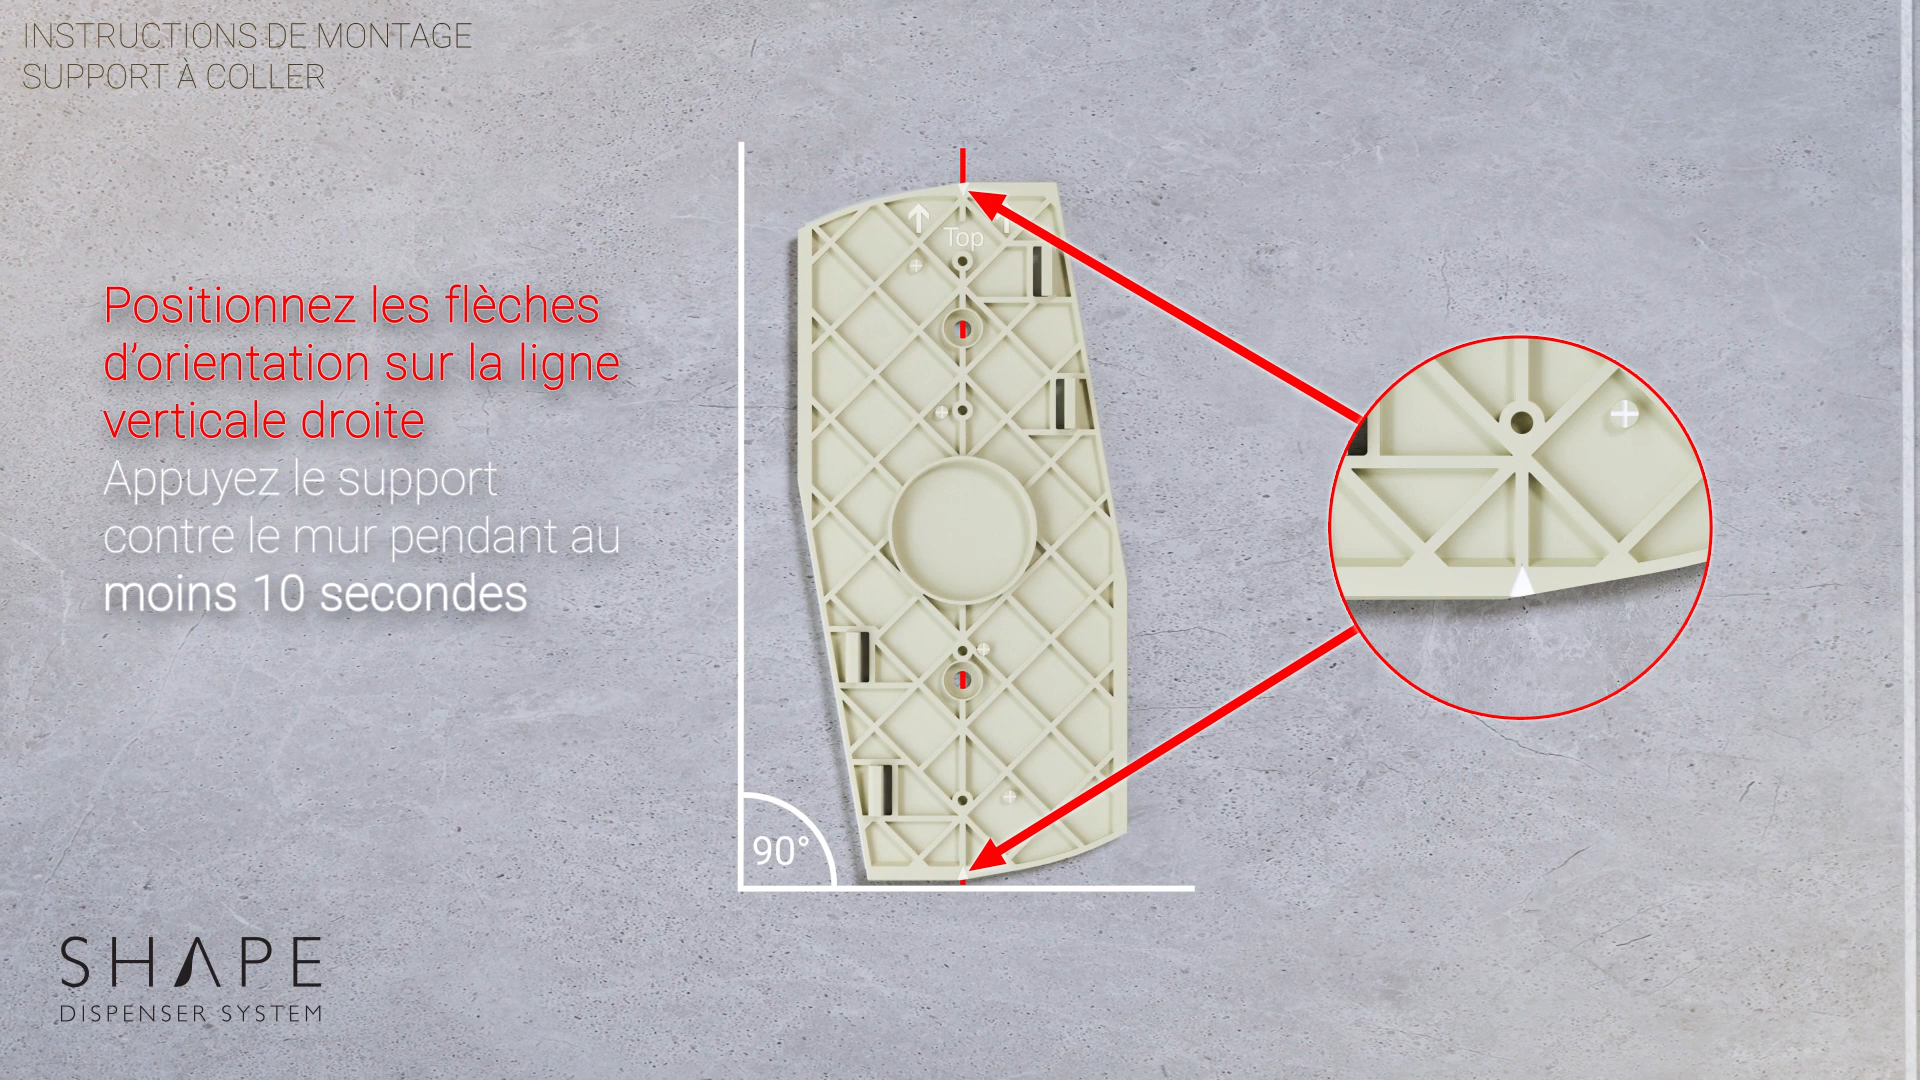 INSTRUCTIONS DE MONTAGE
SUPPORT À COLLER
Positionnez les flèches
d’orientation sur la ligne
verticale droite
Appuyez le support
contre le mur pendant au
moins 10 secondes
Top
90°
SHAPE
DISPENSER SYSTEM